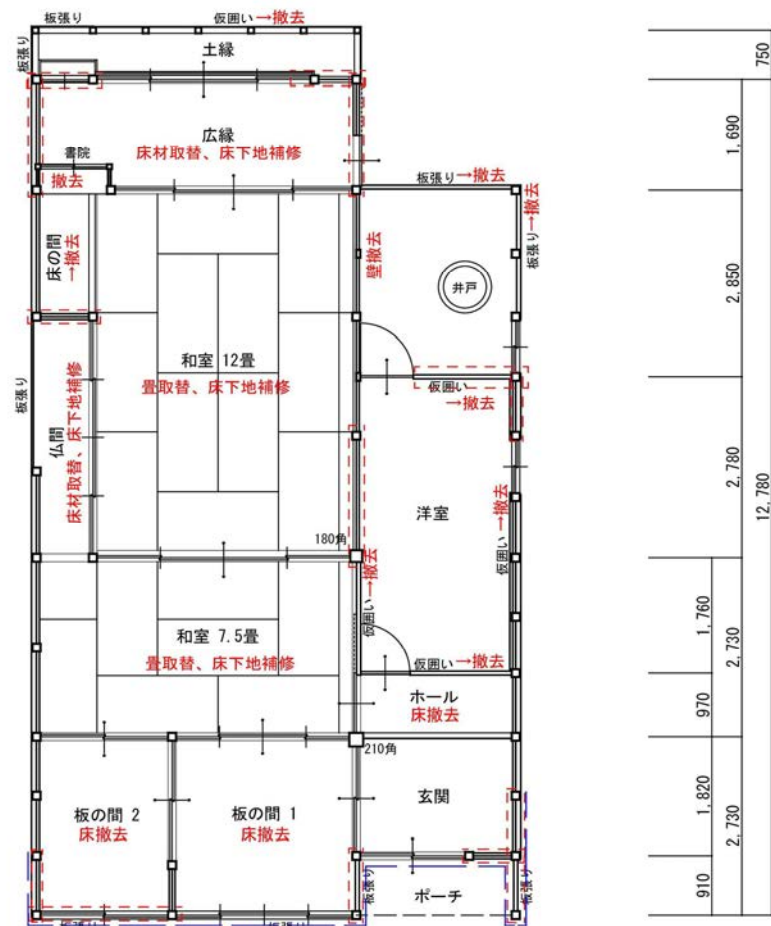 板張り
仮囲い→撤去
板張り
土縁
750
広縁
床材取替、床下地補修
1,690
書院
撤去
板張り→撤去
板張り→撤去
床の間
→撤去
壁撤去
井戸
2,850
和室 12畳
畳取替、床下地補修
仮囲い
→撤去
板張り
仏間
床材取替、床下地補修
2,780
12,780
洋室
仮囲い→撤去
180角
仮囲い→撤去
和室 7.5畳
畳取替、床下地補修
仮囲い→撤去
1,760
2,730
ホール
床撤去
970
210角
板の間 2
床撤去
板の間 1
床撤去
玄関
1,820
2,730
板張り
ポーチ
板張り
910
板張り
板張り